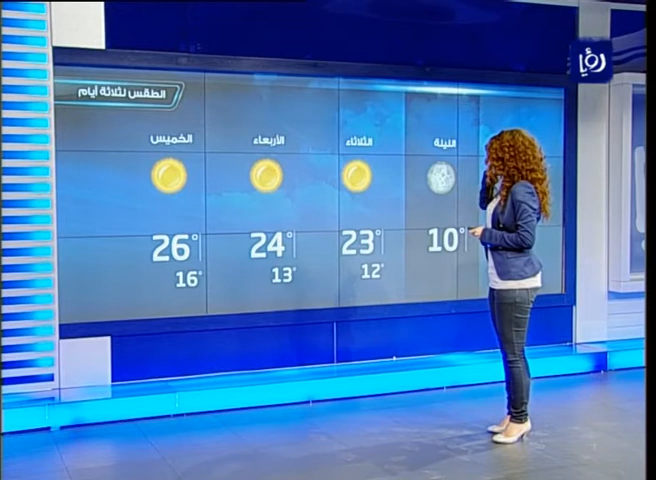 رؤيا
الطقس لثلاثة أيام
الليلة
الثلاثاء
الأربعاء
الخميس
10°
23°
24°
26°
12°
13°
16°